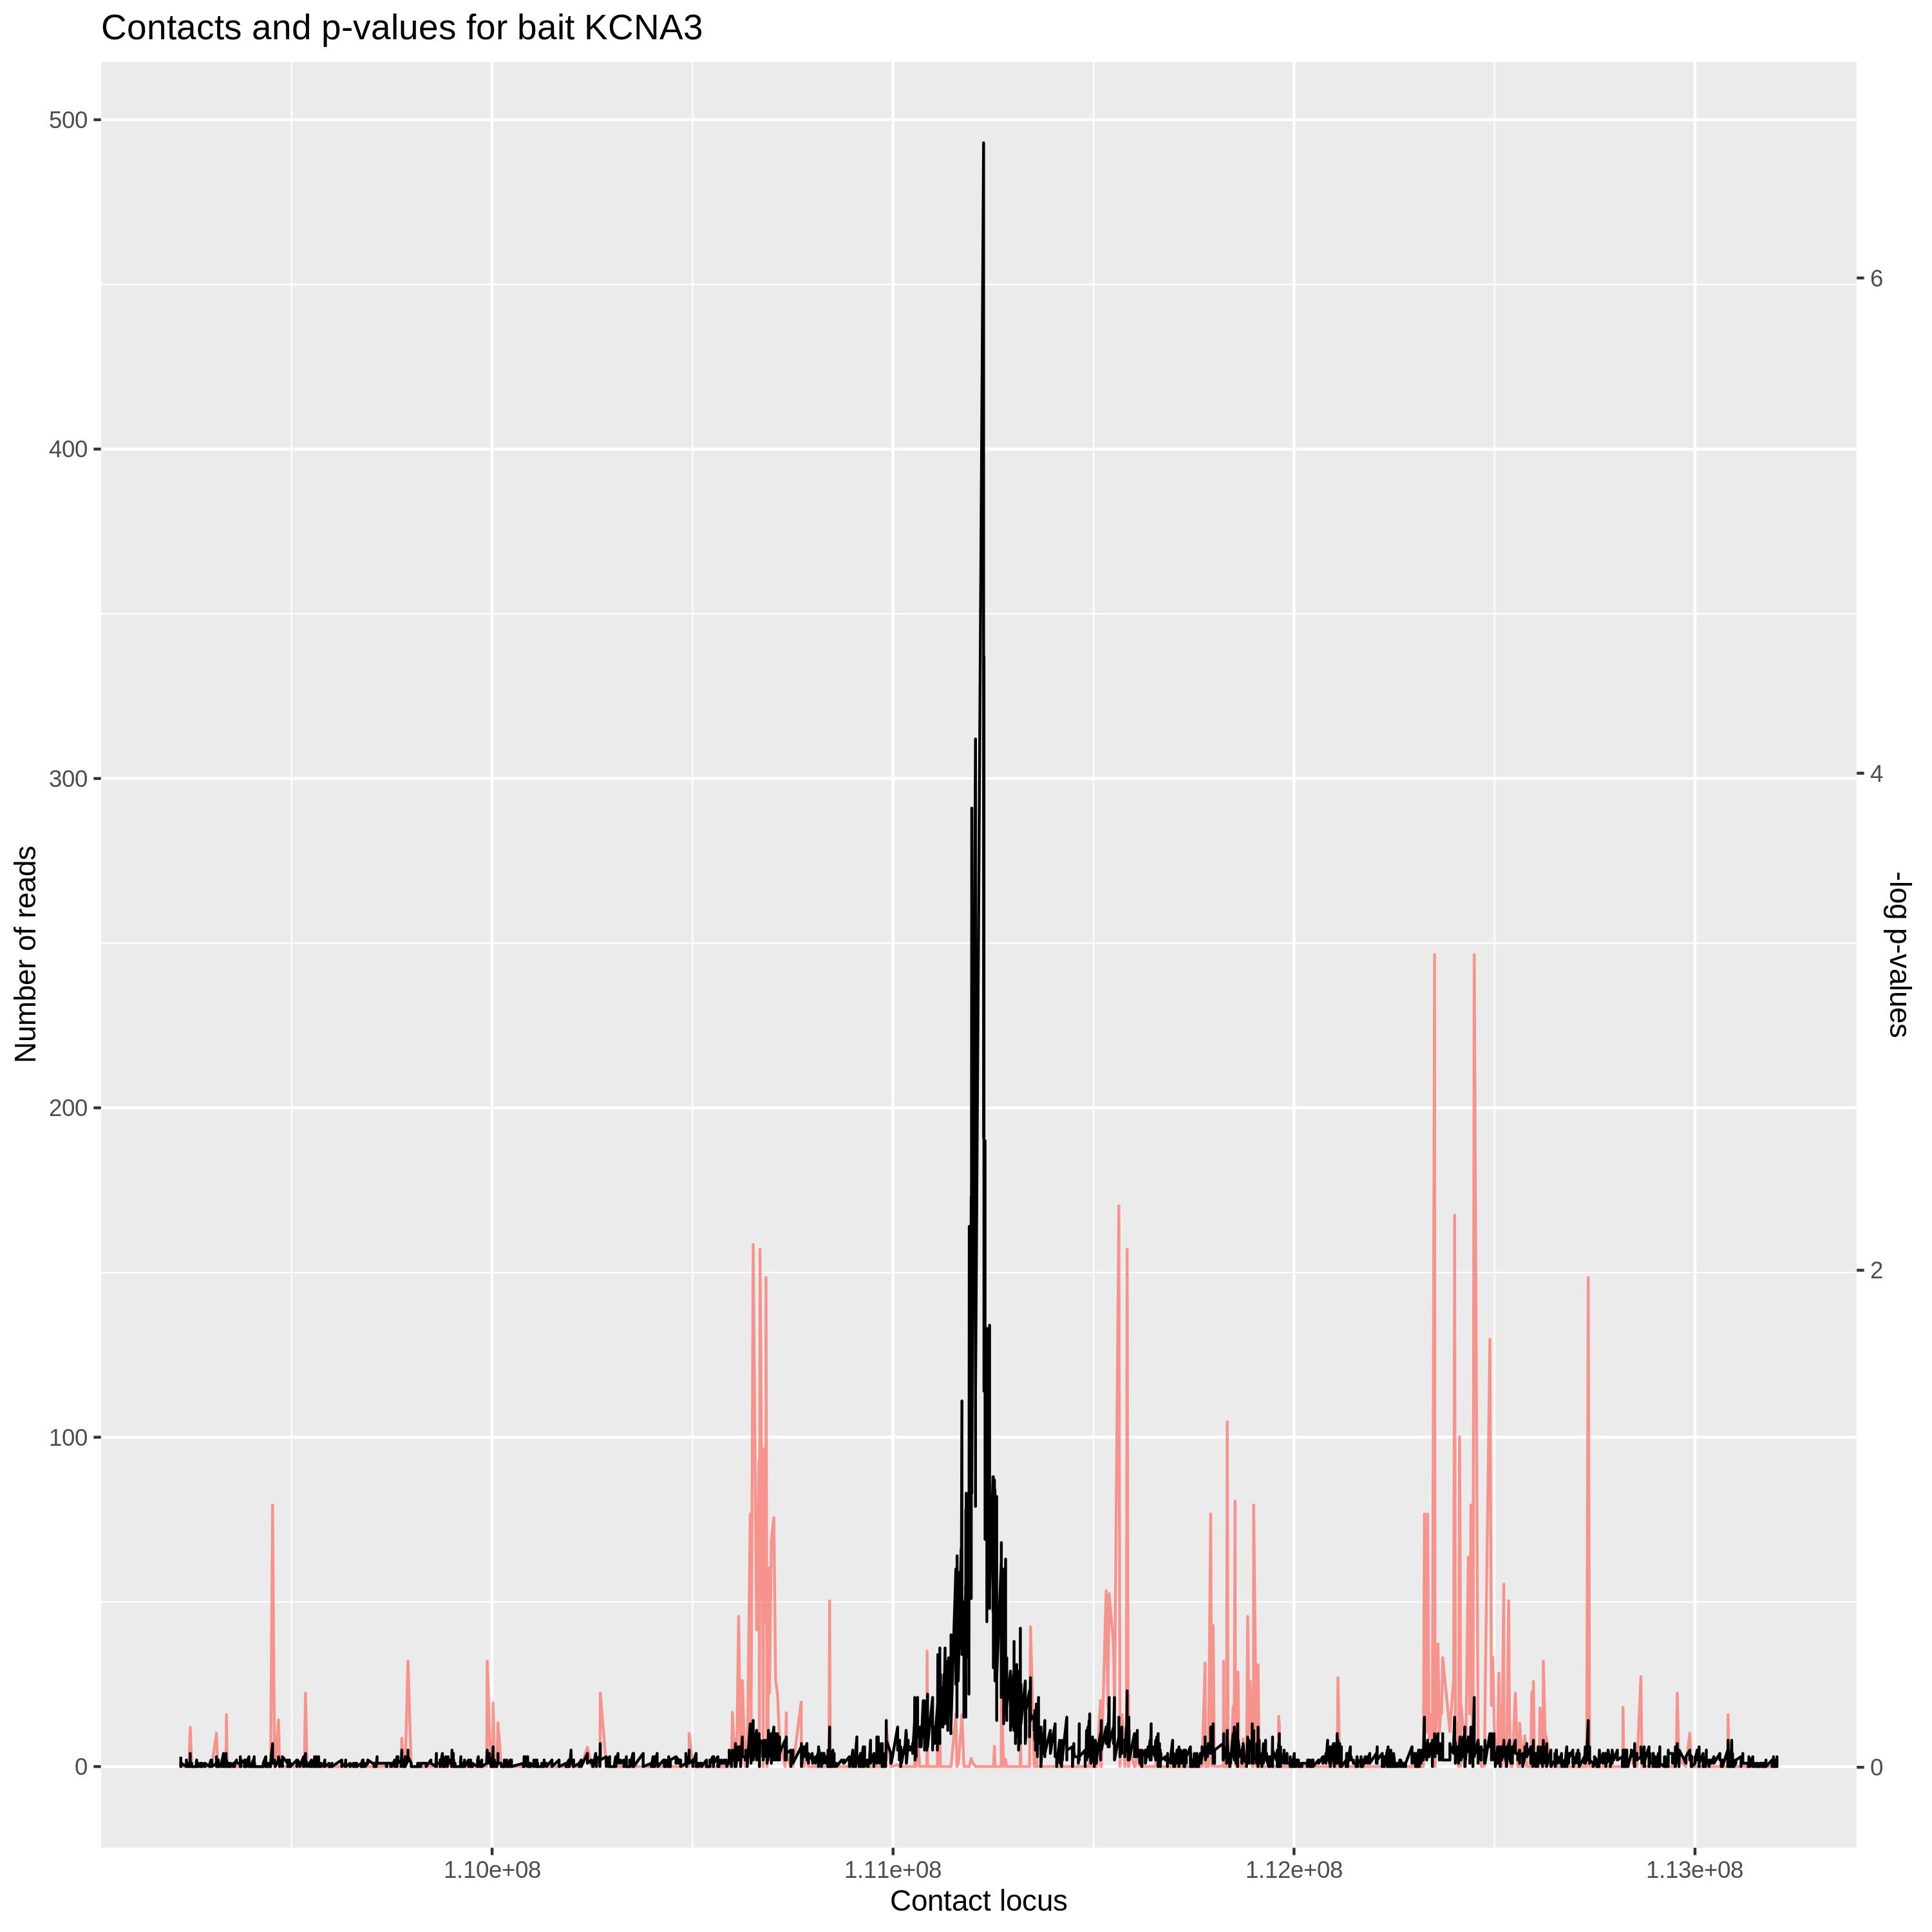 Contacts and p-values for bait KCNA3
500
400
300
200
100
0
Number of reads
6
4
2
0
-log p-values
1.10e+08
1.11e+08
1.12e+08
1.13e+08
Contact locus